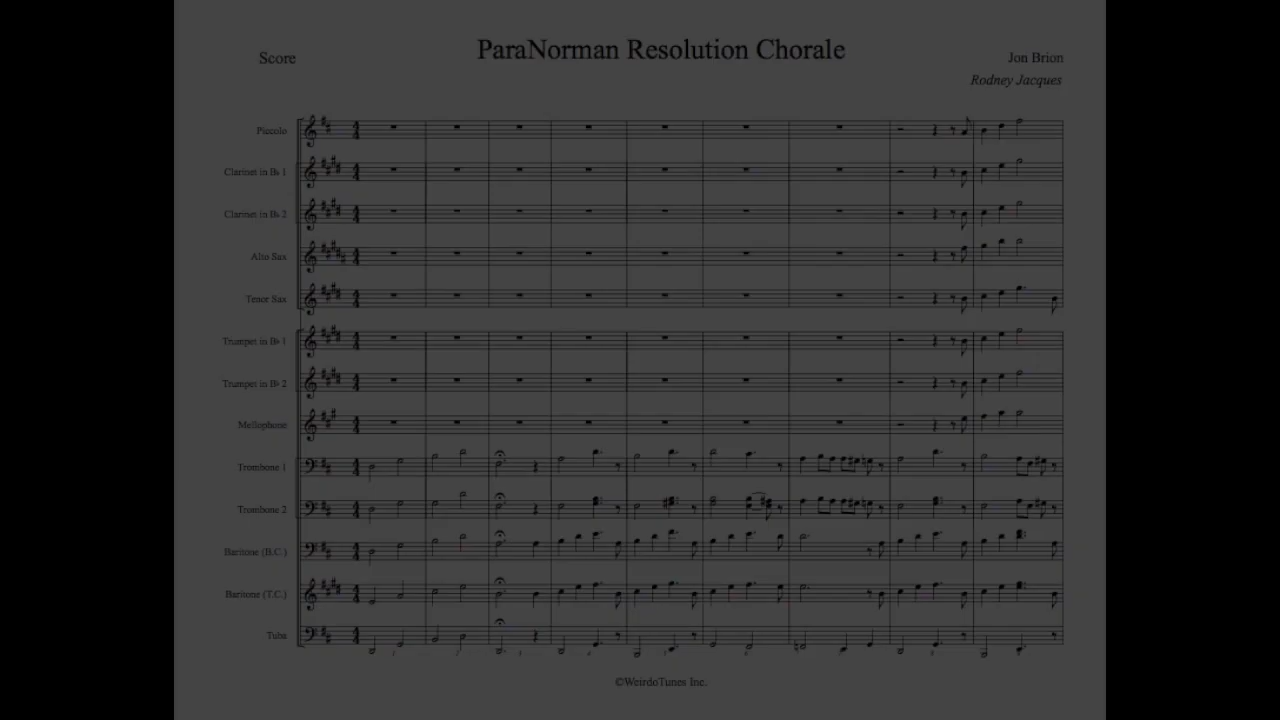 ParaNorman Resolution Chorale
Score
Jon Brion
Rodney Jacques
Piccolo
Clarinet in B♭ 1
Clarinet in B♭ 2
Alto Sax
Tenor Sax
Trumpet in B♭ 1
Trumpet in B♭ 2
Mellophone
Trombone 1
Trombone 2
Baritone (B.C.)
Baritone (T.C.)
Tuba
©WeirdoTunes Inc.